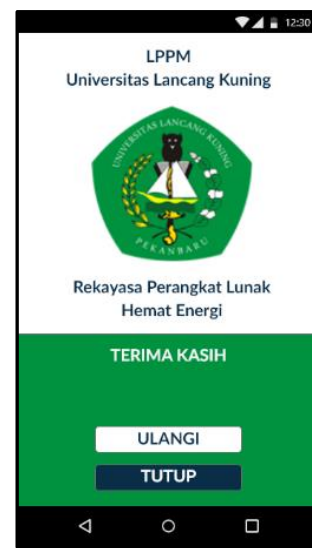 12:30
LPPM
Universitas Lancang Kuning
UNIVERSITAS LANCANG KUNING
PEKANBARU
Rekayasa Perangkat Lunak
Hemat Energi
TERIMA KASIH
ULANGI
TUTUP